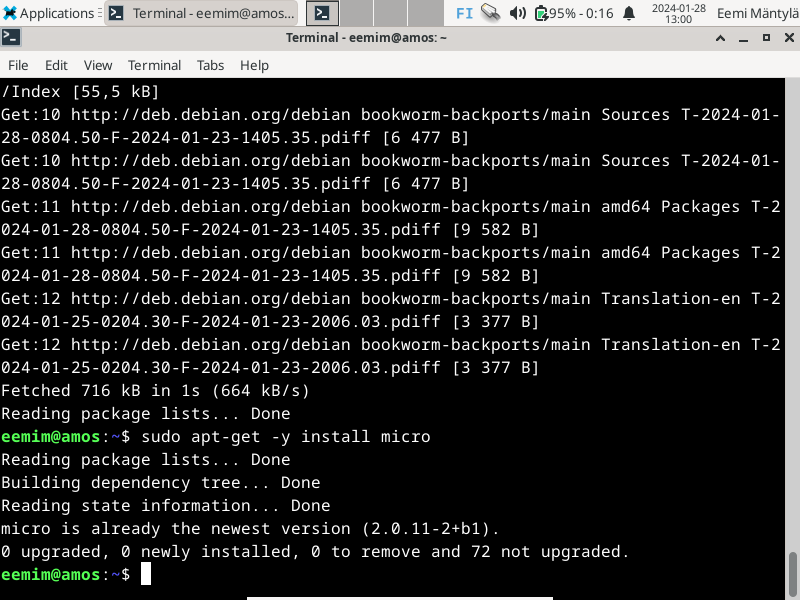 Applications
Terminal - eemim@amos...
FI
95% - 0:16
2024-01-28
13:00
Eemi Mäntylä
Terminal - eemim@amos: ~
File Edit View Terminal Tabs Help
/Index [55,5 kB]
Get:10 http://deb.debian.org/debian bookworm-backports/main Sources T-2024-01-
28-0804.50-F-2024-01-23-1405.35.pdiff [6 477 B]
Get:10 http://deb.debian.org/debian bookworm-backports/main Sources T-2024-01-
28-0804.50-F-2024-01-23-1405.35.pdiff [6 477 B]
Get:11 http://deb.debian.org/debian bookworm-backports/main amd64 Packages T-2
024-01-28-0804.50-F-2024-01-23-1405.35.pdiff [9 582 B]
Get:11 http://deb.debian.org/debian bookworm-backports/main amd64 Packages T-2
024-01-28-0804.50-F-2024-01-23-1405.35.pdiff [9 582 B]
Get:12 http://deb.debian.org/debian bookworm-backports/main Translation-en T-2
024-01-25-0204.30-F-2024-01-23-2006.03.pdiff [3 377 B]
Get:12 http://deb.debian.org/debian bookworm-backports/main Translation-en T-2
024-01-25-0204.30-F-2024-01-23-2006.03.pdiff [3 377 B]
Fetched 716 kB in 1s (664 kB/s)
Reading package lists... Done
eemim@amos:~$ sudo apt-get -y install micro
Reading package lists... Done
Building dependency tree... Done
Reading state information... Done
micro is already the newest version (2.0.11-2+b1).
0 upgraded, 0 newly installed, 0 to remove and 72 not upgraded.
eemim@amos:~$